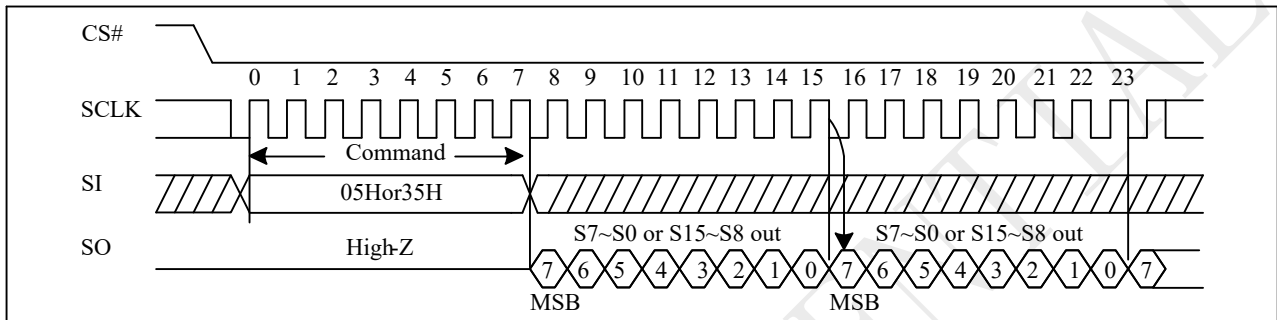 CS#
0 1 2 3 4 5 6 7 8 9 10 11 12 13 14 15 16 17 18 19 20 21 22 23
SCLK
Command
SI
05Hor35H
S7~S0 or S15~S8 out S7~S0 or S15~S8 out
SO
High-Z
7 6 5 4 3 2 1 0 7 6 5 4 3 2 1 0 7
MSB MSB